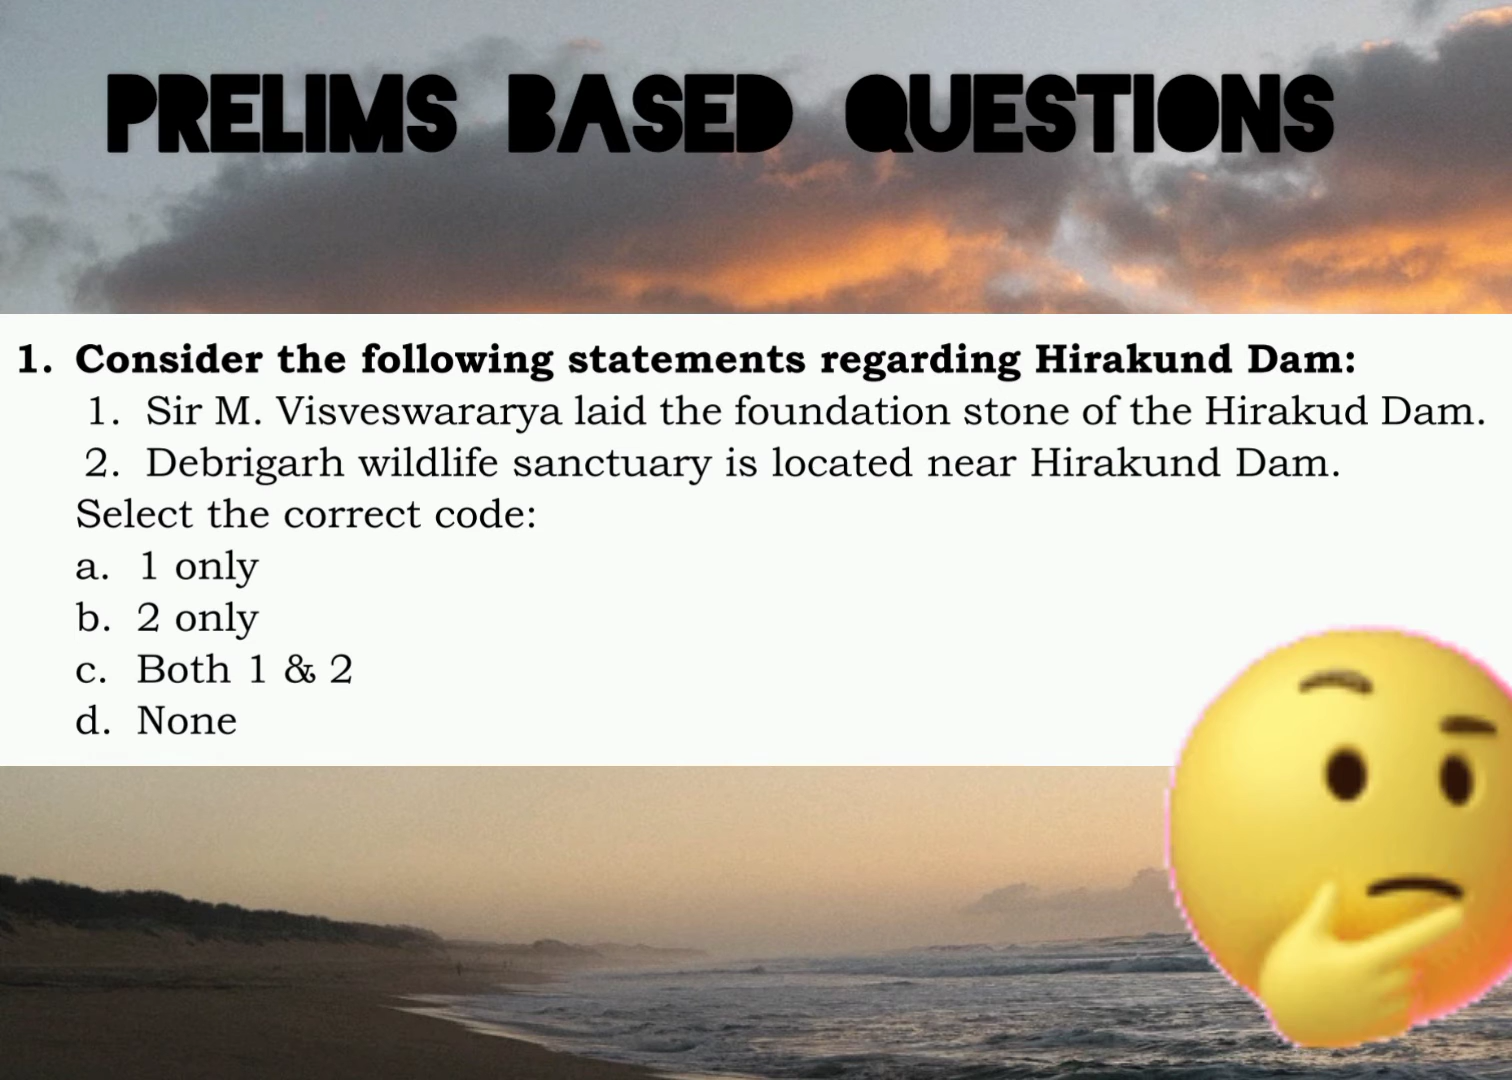 PRELIMS BASED QUESTIONS
1. Consider the following statements regarding Hirakund Dam:
1. Sir M. Visveswararya laid the foundation stone of the Hirakud Dam.
2. Debrigarh wildlife sanctuary is located near Hirakund Dam.
Select the correct code:
a. 1 only
b. 2 only
c. Both 1 & 2
d. None